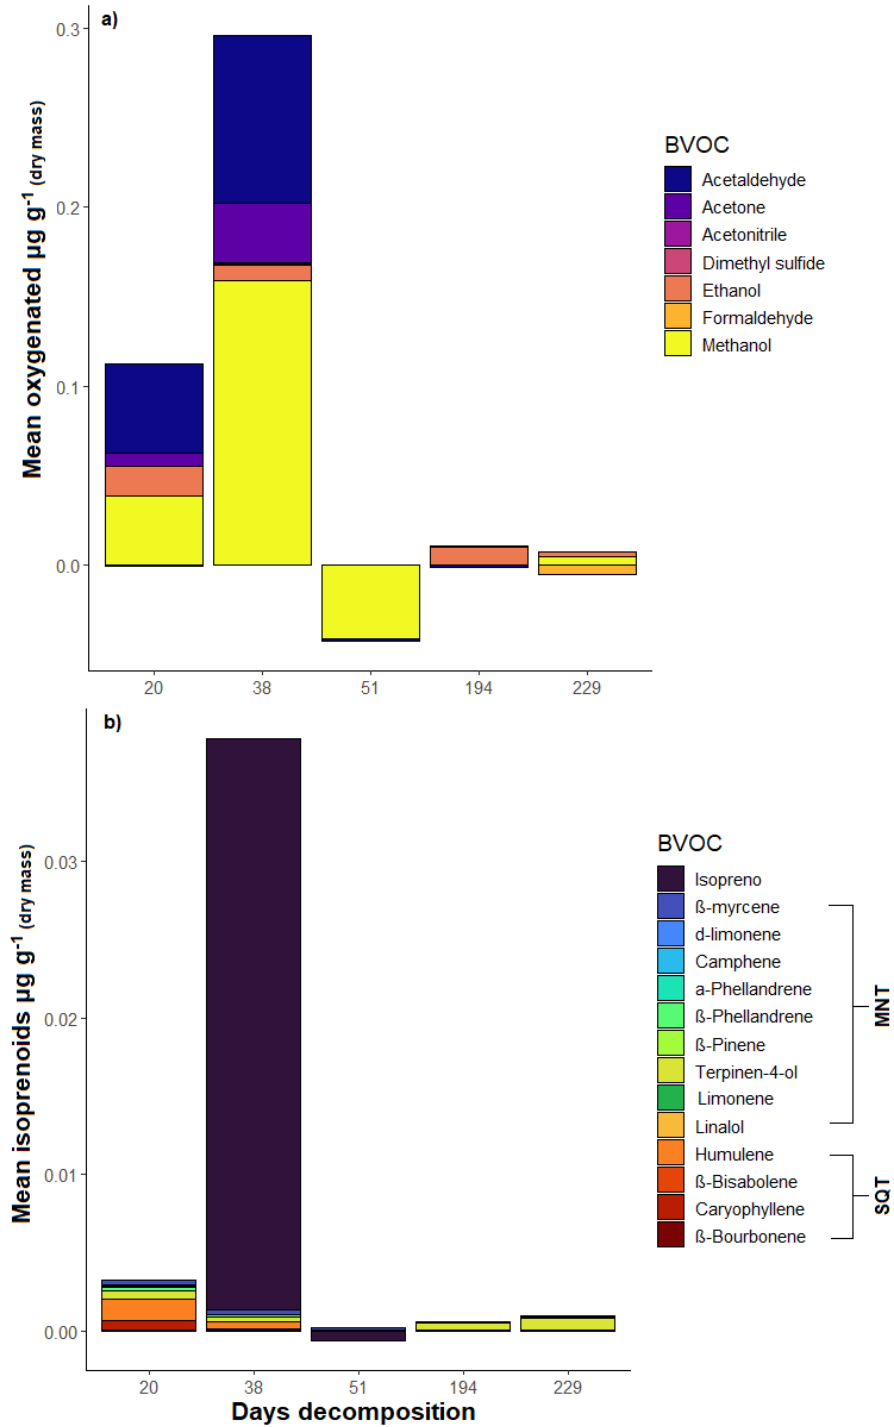 a)
0.3
0.2
0.1
0.0
Mean oxygenated µg g⁻¹ (dry mass)
20 38 51 194 229
BVOC
Acetaldehyde
Acetone
Acetonitrile
Dimethyl sulfide
Ethanol
Formaldehyde
Methanol
b)
0.03
0.02
0.01
0.00
Mean isoprenoids µg g⁻¹ (dry mass)
20 38 51 194 229
Days decomposition
BVOC
Isopreno
ß-myrcene
d-limonene
Camphene
a-Phellandrene
ß-Phellandrene
ß-Pinene
Terpinen-4-ol
Limonene
Linalol
Humulene
ß-Bisabolene
Caryophyllene
ß-Bourbonene
MNT
SQT